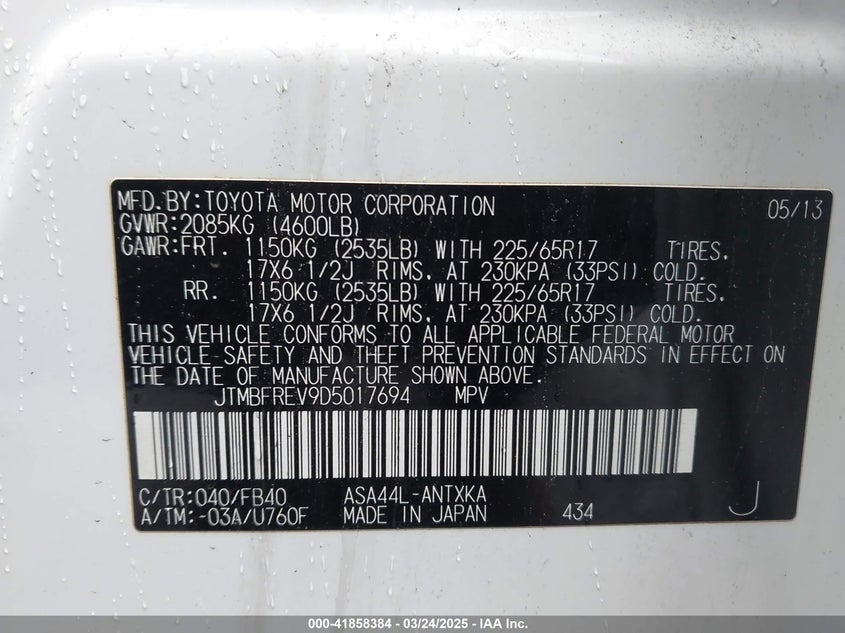 MFD.BY:TOYOTA MOTOR CORPORATION 05/13
GVWR:2085KG (4600LB)
GAWR:FRT. 1150KG (2535LB) WITH 225/65R17 TIRES.
17X6 1/2J RIMS. AT 230KPA (33PSI) COLD.
RR. 1150KG (2535LB) WITH 225/65R17 TIRES.
17X6 1/2J RIMS. AT 230KPA (33PSI) COLD.
THIS VEHICLE CONFORMS TO ALL APPLICABLE FEDERAL MOTOR
VEHICLE-SAFETY AND THEFT PREVENTION STANDARDS IN EFFECT ON
THE DATE OF MANUFACTURE SHOWN ABOVE.
JTMBFREV9D5017694 MPV
C/TR:040/FB40 ASA44L-ANTXKA
A/TM:-03A/U760F MADE IN JAPAN 434 J
000-41858384 - 03/24/2025 - IAA Inc.